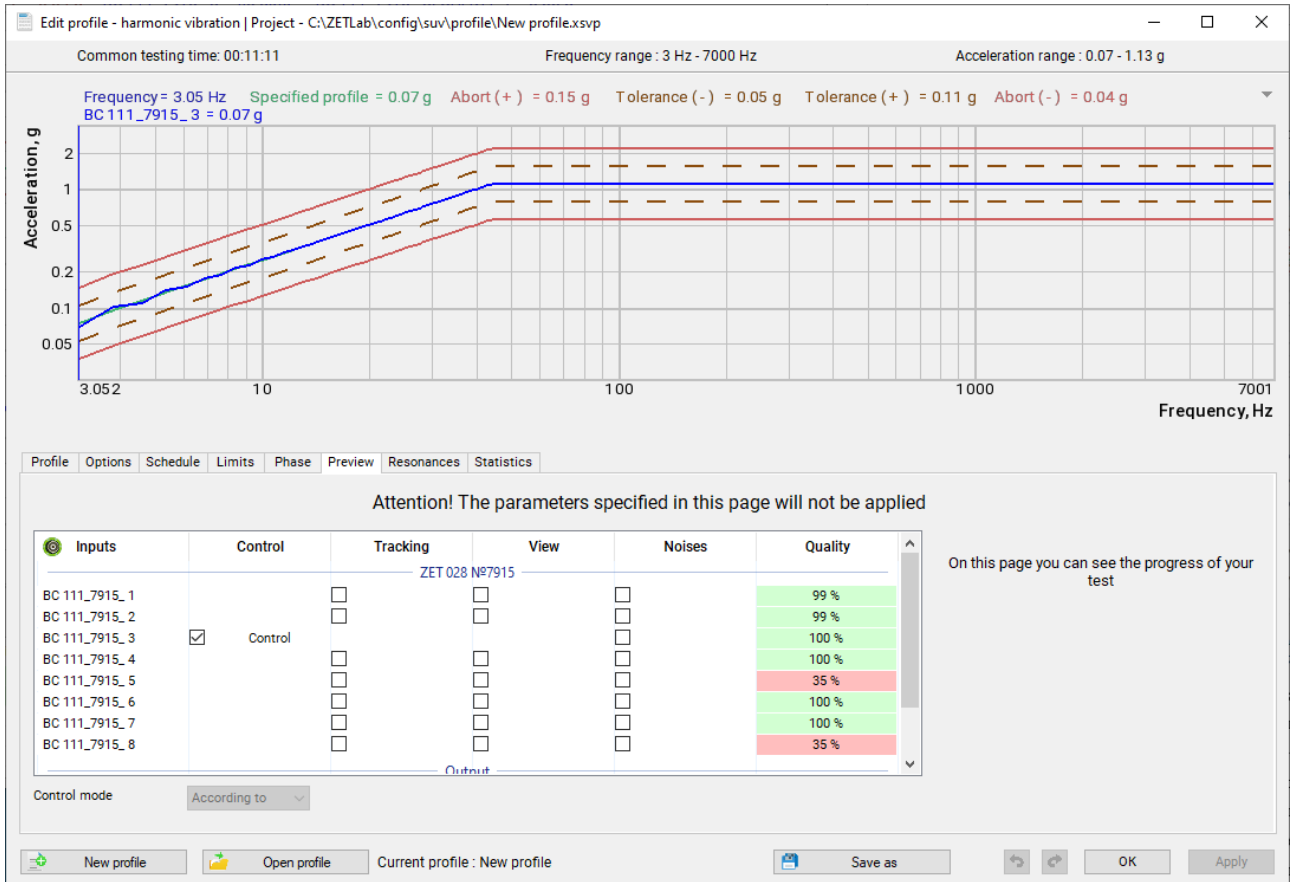 Edit profile - harmonic vibration | Project - C:\ZETLab\config\suv\profile\New profile.xsvp
Common testing time: 00:11:11 Frequency range : 3 Hz - 7000 Hz Acceleration range : 0.07 - 1.13 g
Frequency = 3.05 Hz Specified profile = 0.07 g Abort (+) = 0.15 g Tolerance (-) = 0.05 g Tolerance (+) = 0.11 g Abort (-) = 0.04 g
BC 111_7915_ 3 = 0.07 g
Acceleration, g
2
1
0.5
0.2
0.1
0.05
3.052 10 100 1000 7001
Frequency, Hz
Profile Options Schedule Limits Phase Preview Resonances Statistics
Attention! The parameters specified in this page will not be applied
Inputs Control Tracking View Noises Quality
ZET 028 №7915
BC 111_7915_ 1 99 %
BC 111_7915_ 2 99 %
BC 111_7915_ 3 Control 100 %
BC 111_7915_ 4 100 %
BC 111_7915_ 5 35 %
BC 111_7915_ 6 100 %
BC 111_7915_ 7 100 %
BC 111_7915_ 8 35 %
Output
On this page you can see the progress of your
test
Control mode According to
New profile Open profile Current profile : New profile Save as OK Apply